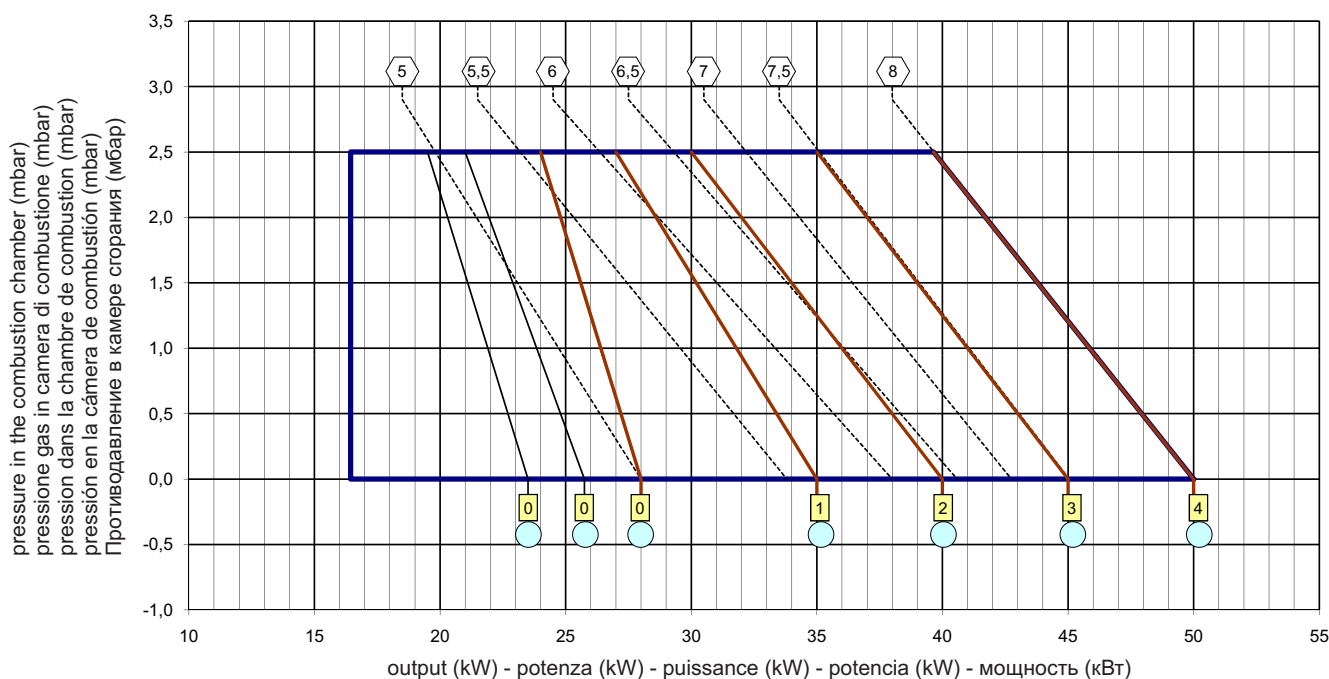 3,5
5 5,5 6 6,5 7 7,5 8
3,0
2,5
2,0
1,5
1,0
0,5
0,0
0 0 0 1 2 3 4
-0,5
-1,0
10 15 20 25 30 35 40 45 50 55
pressure in the combustion chamber (mbar)
pressione gas in camera di combustione (mbar)
pression dans la chambre de combustion (mbar)
pressión en la cámera de combustión (mbar)
Противодавление в камере сгорания (мбар)
output (kW) - potenza (kW) - puissance (kW) - potencia (kW) - мощность (кВт)